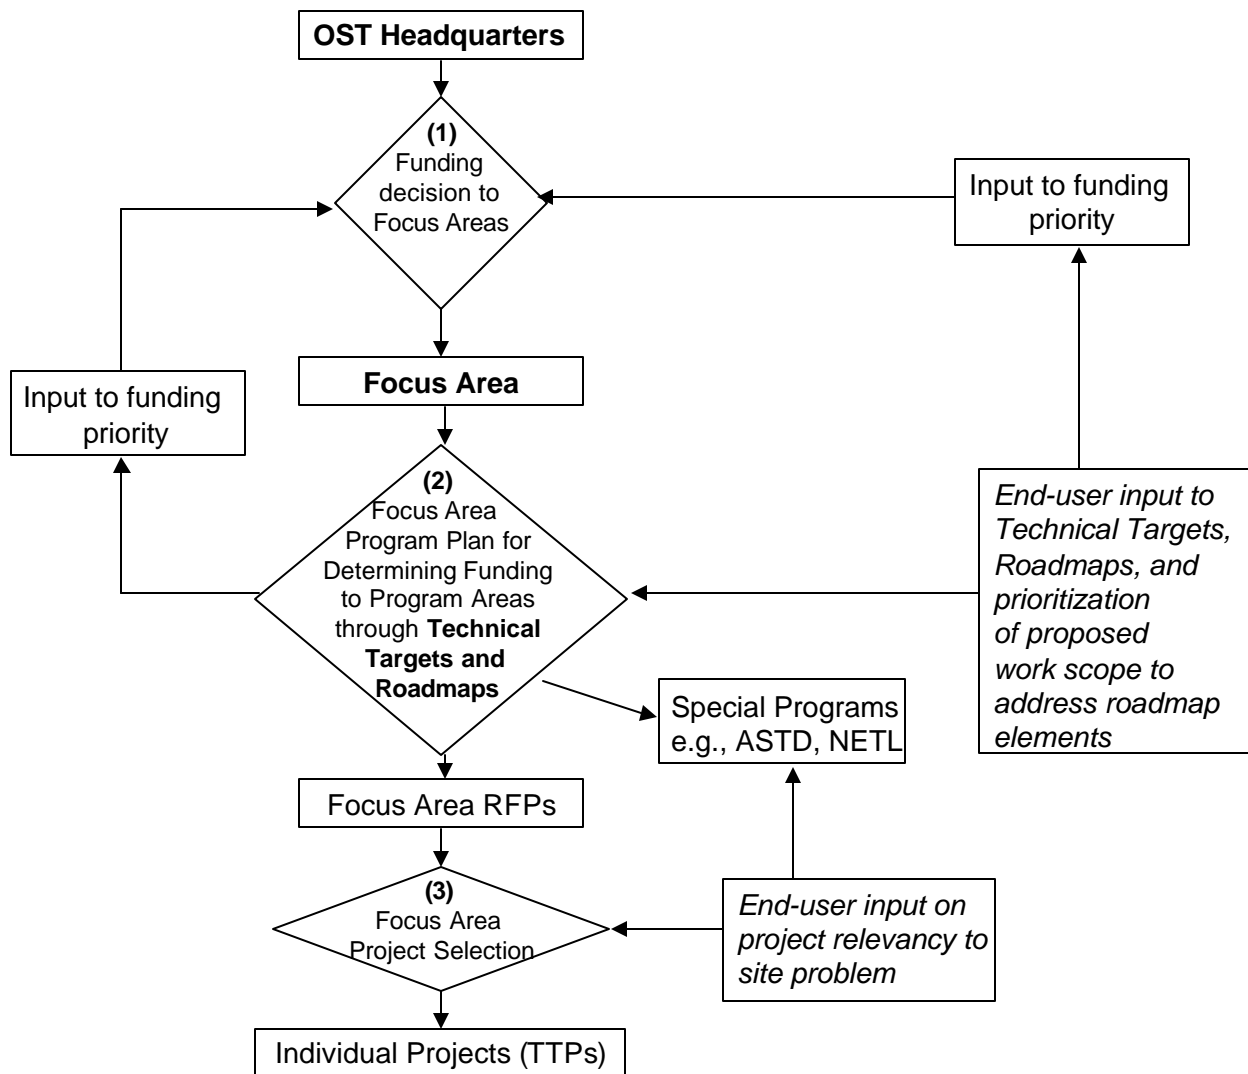 OST Headquarters
(1)
Funding
decision to
Focus Areas
Input to funding
priority
Focus Area
Input to funding
priority
(2)
Focus Area
Program Plan for
Determining Funding
to Program Areas
through Technical
Targets and
Roadmaps
End-user input to
Technical Targets,
Roadmaps, and
prioritization
of proposed
work scope to
address roadmap
elements
Special Programs
e.g., ASTD, NETL
Focus Area RFPs
(3)
Focus Area
Project Selection
End-user input on
project relevancy to
site problem
Individual Projects (TTPs)